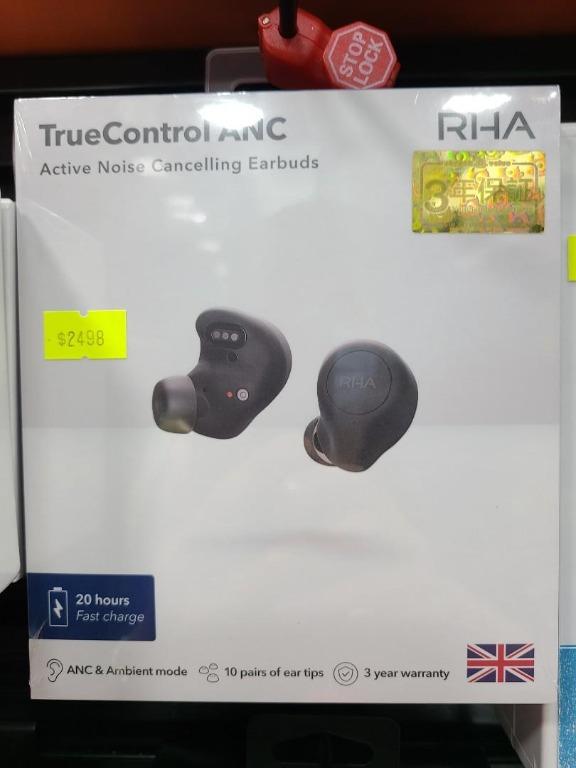 STOP
LOCK
TrueControl ANC
RHA
Active Noise Cancelling Earbuds
3年保証
$2498
RHA
20 hours
Fast charge
ANC & Ambient mode
10 pairs of ear tips
3 year warranty